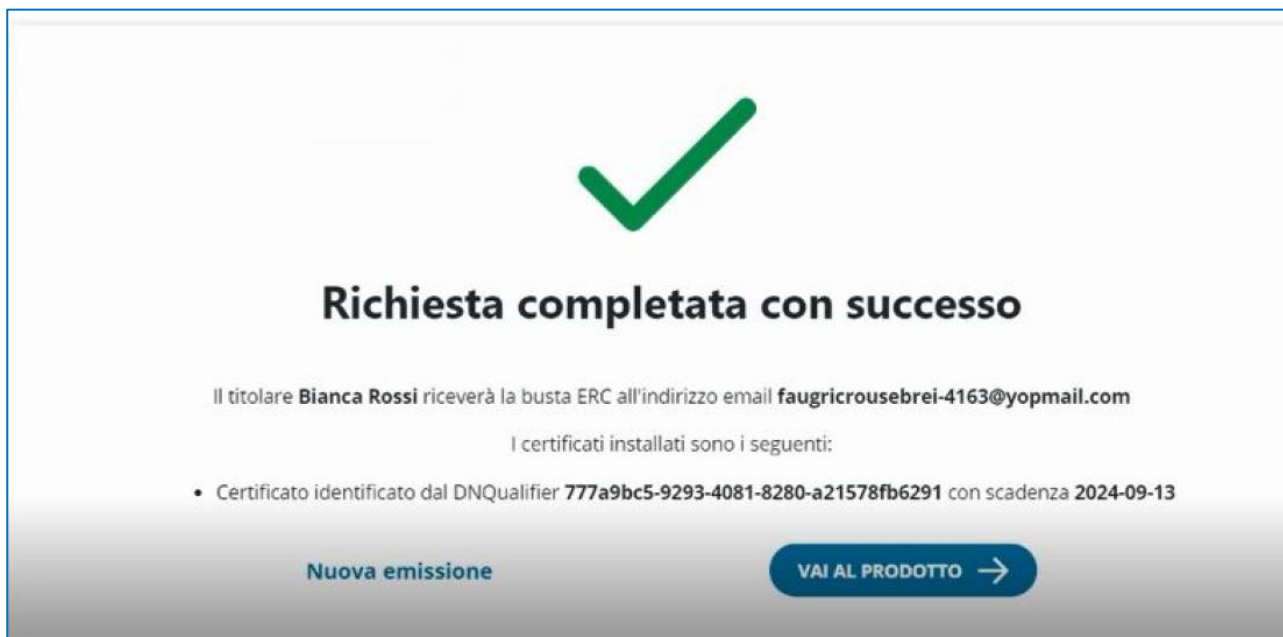 Richiesta completata con successo
Il titolare Bianca Rossi riceverà la busta ERC all'indirizzo email faugricrousebrei-4163@yopmail.com
I certificati installati sono i seguenti:
• Certificato identificato dal DNQualifier 777a9bc5-9293-4081-8280-a21578fb6291 con scadenza 2024-09-13
Nuova emissione
VAI AL PRODOTTO →